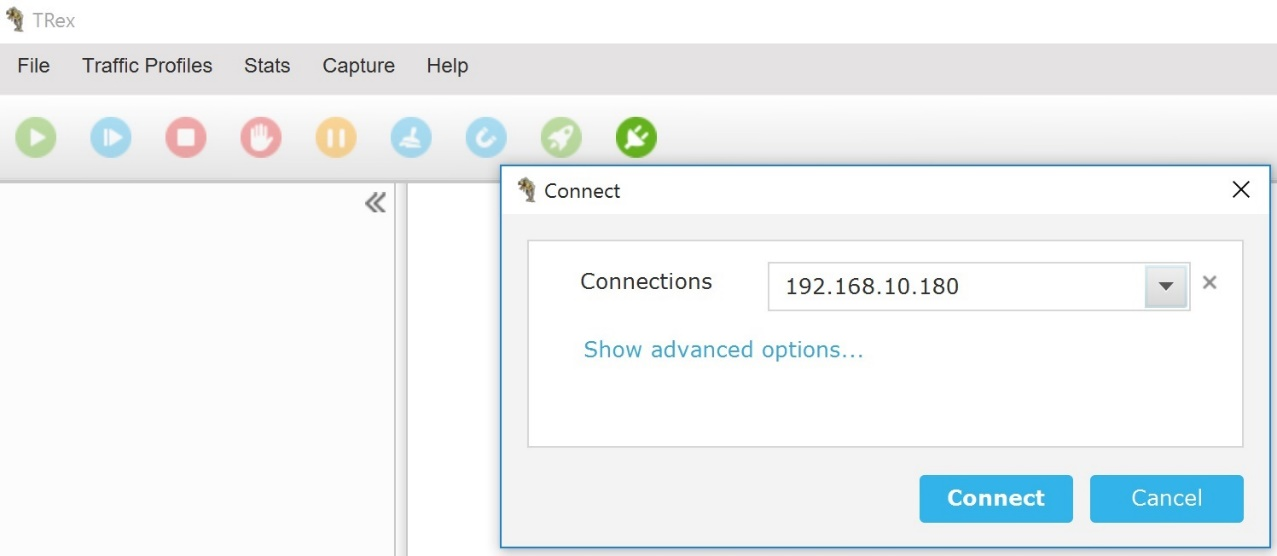 TRex
File Traffic Profiles Stats Capture Help
Connect
Connections 192.168.10.180
Show advanced options...
Connect Cancel